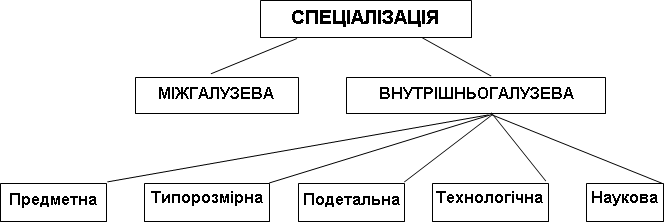 СПЕЦІАЛІЗАЦІЯ
МІЖГАЛУЗЕВА
ВНУТРІШНЬОГАЛУЗЕВА
Предметна
Типорозмірна
Подетальна
Технологічна
Наукова